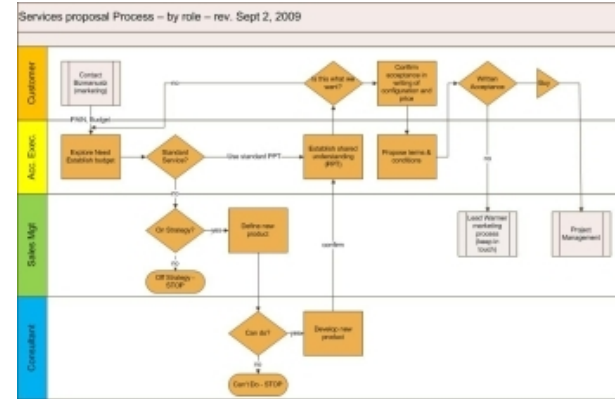 Services proposal Process – by role – rev. Sept 2, 2009
Customer
Contact
(marketing)
no
Is this what we
want?
Confirm
acceptance in
writing of
configuration and
price
Written
Acceptance
Buy
Budget
Acc. Exec.
Explore Need
Establish budget
Standard
Service?
Use standard PPT
Establish shared
understanding
(PPT)
Propose terms &
conditions
no
no
Sales Mgt
On Strategy?
yes
Define new
product
confirm
Lead Warmer
marketing
process
(keep in
touch)
Project
Management
no
Off Strategy -
STOP
Consultant
Can do?
yes
Develop new
product
no
Can't Do - STOP